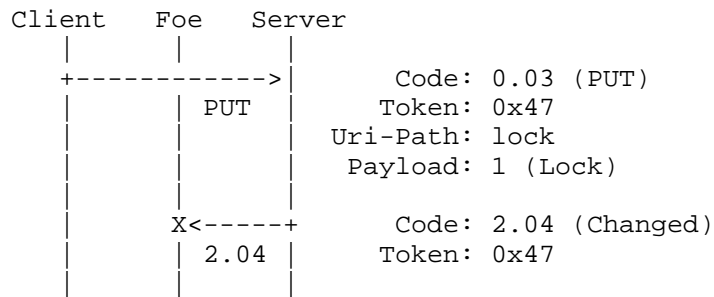 Client Foe Server
| | |
+------------->| Code: 0.03 (PUT)
| | PUT | Token: 0x47
| | | Uri-Path: lock
| | | Payload: 1 (Lock)
| | |
| X<-----+ Code: 2.04 (Changed)
| | 2.04 | Token: 0x47
| | |